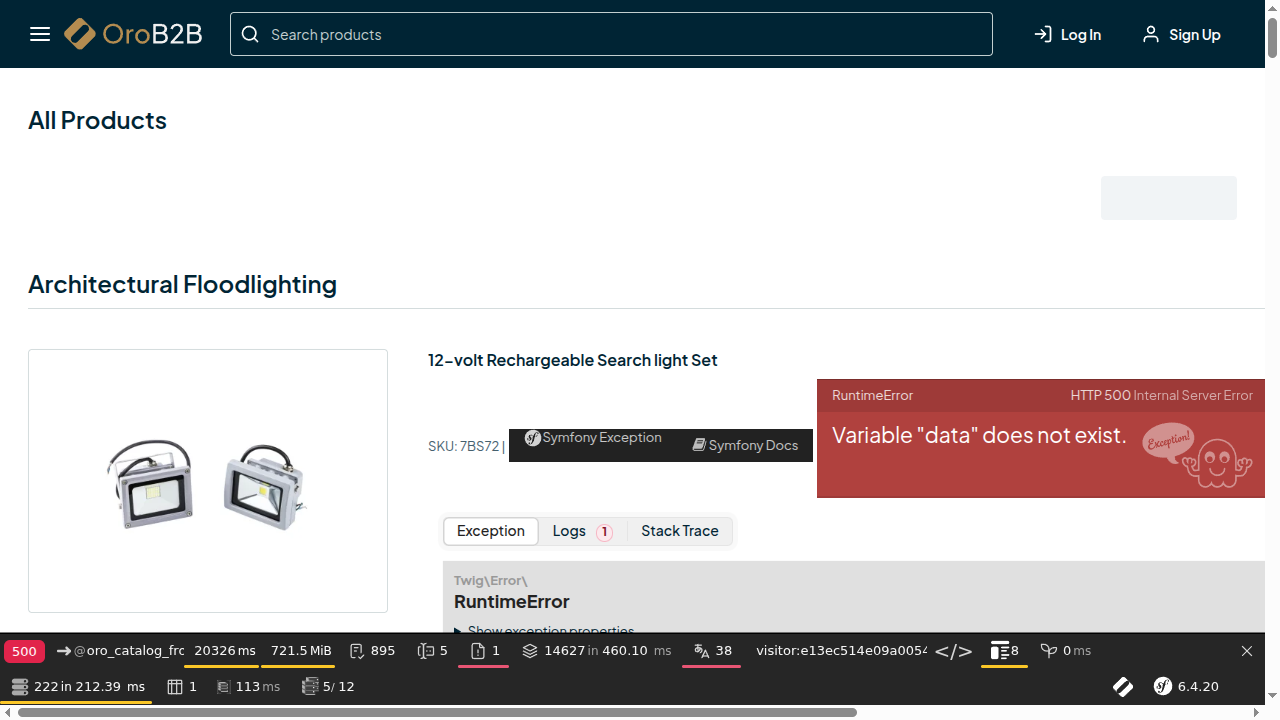 OroB2B
Search products
Log In
Sign Up
All Products
Architectural Floodlighting
12-volt Rechargeable Search light Set
SKU: 7BS72 |
Symfony Exception
Symfony Docs
RuntimeError
HTTP 500 Internal Server Error
Variable "data" does not exist.
Exception!
Exception
Logs 1
Stack Trace
Twig\Error\
RuntimeError
Show exception properties
500
@oro_catalog_frc
20326 ms
721.5 MiB
895
5
1
14627 in 460.10 ms
38
visitor:e13ec514e09a0054
8
0 ms
222 in 212.39 ms
1
113 ms
5 / 12
6.4.20